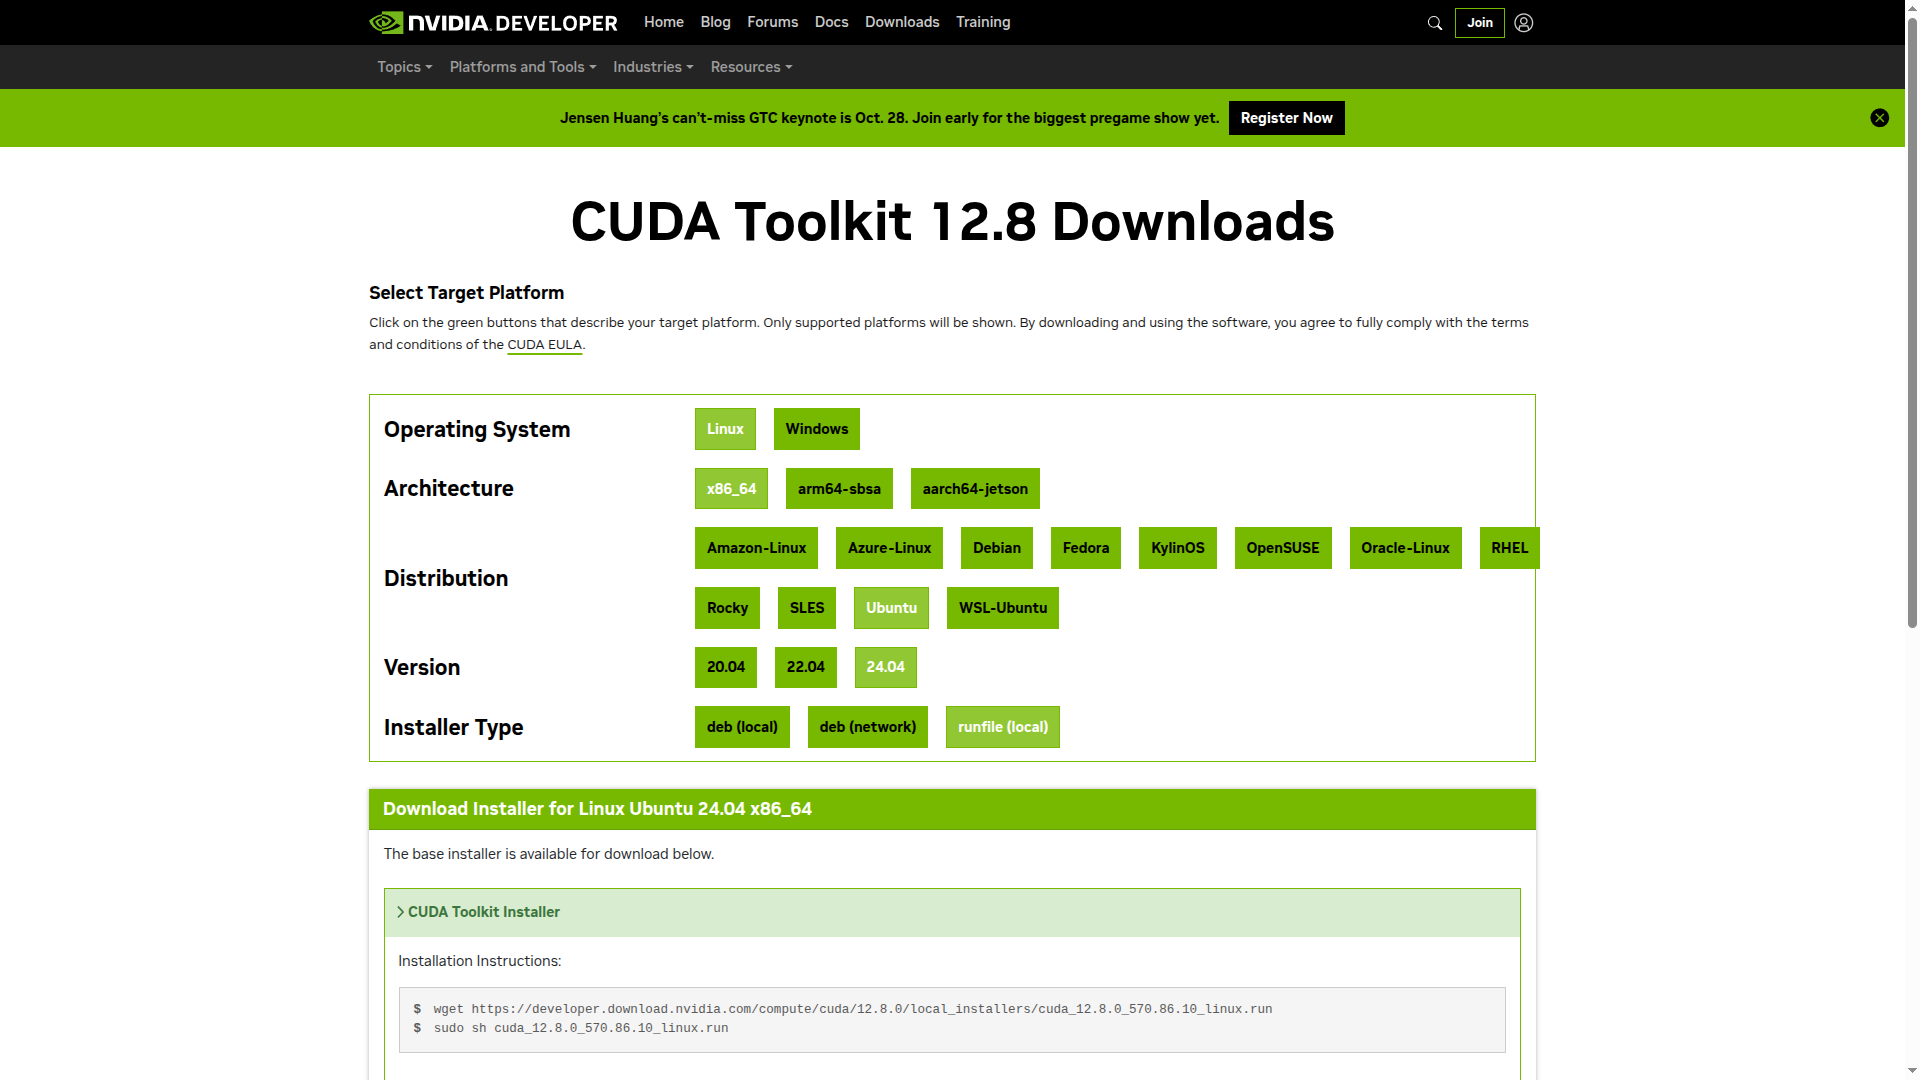 NVIDIA. DEVELOPER Home Blog Forums Docs Downloads Training Join
Topics Platforms and Tools Industries Resources
Jensen Huang's can't-miss GTC keynote is Oct. 28. Join early for the biggest pregame show yet. Register Now
CUDA Toolkit 12.8 Downloads
Select Target Platform
Click on the green buttons that describe your target platform. Only supported platforms will be shown. By downloading and using the software, you agree to fully comply with the terms
and conditions of the CUDA EULA.
Operating System Linux Windows
Architecture x86_64 arm64-sbsa aarch64-jetson
Distribution Amazon-Linux Azure-Linux Debian Fedora KylinOS OpenSUSE Oracle-Linux RHEL
Rocky SLES Ubuntu WSL-Ubuntu
Version 20.04 22.04 24.04
Installer Type deb (local) deb (network) runfile (local)
Download Installer for Linux Ubuntu 24.04 x86_64
The base installer is available for download below.
CUDA Toolkit Installer
Installation Instructions:
$ wget https://developer.download.nvidia.com/compute/cuda/12.8.0/local_installers/cuda_12.8.0_570.86.10_linux.run
$ sudo sh cuda_12.8.0_570.86.10_linux.run